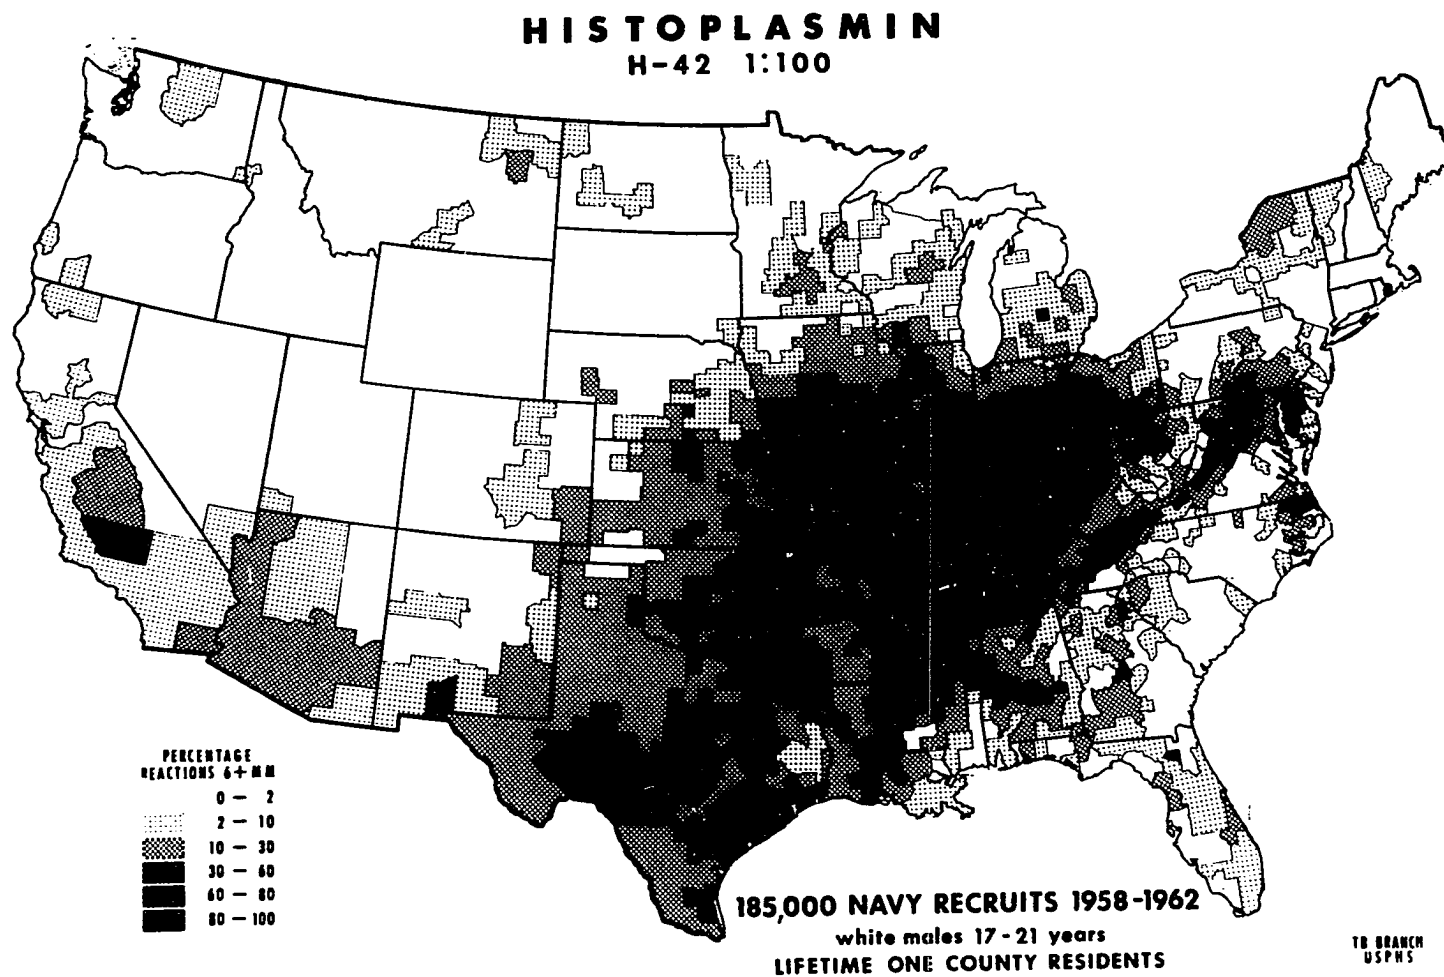 HISTOPLASMIN
H-42 1:100
PERCENTAGE
REACTIONS 6+MM
0 - 2
2 - 10
10 - 30
30 - 60
60 - 80
80 - 100
185,000 NAVY RECRUITS 1958-1962
white males 17-21 years
LIFETIME ONE COUNTY RESIDENTS
TB BRANCH
USPHS